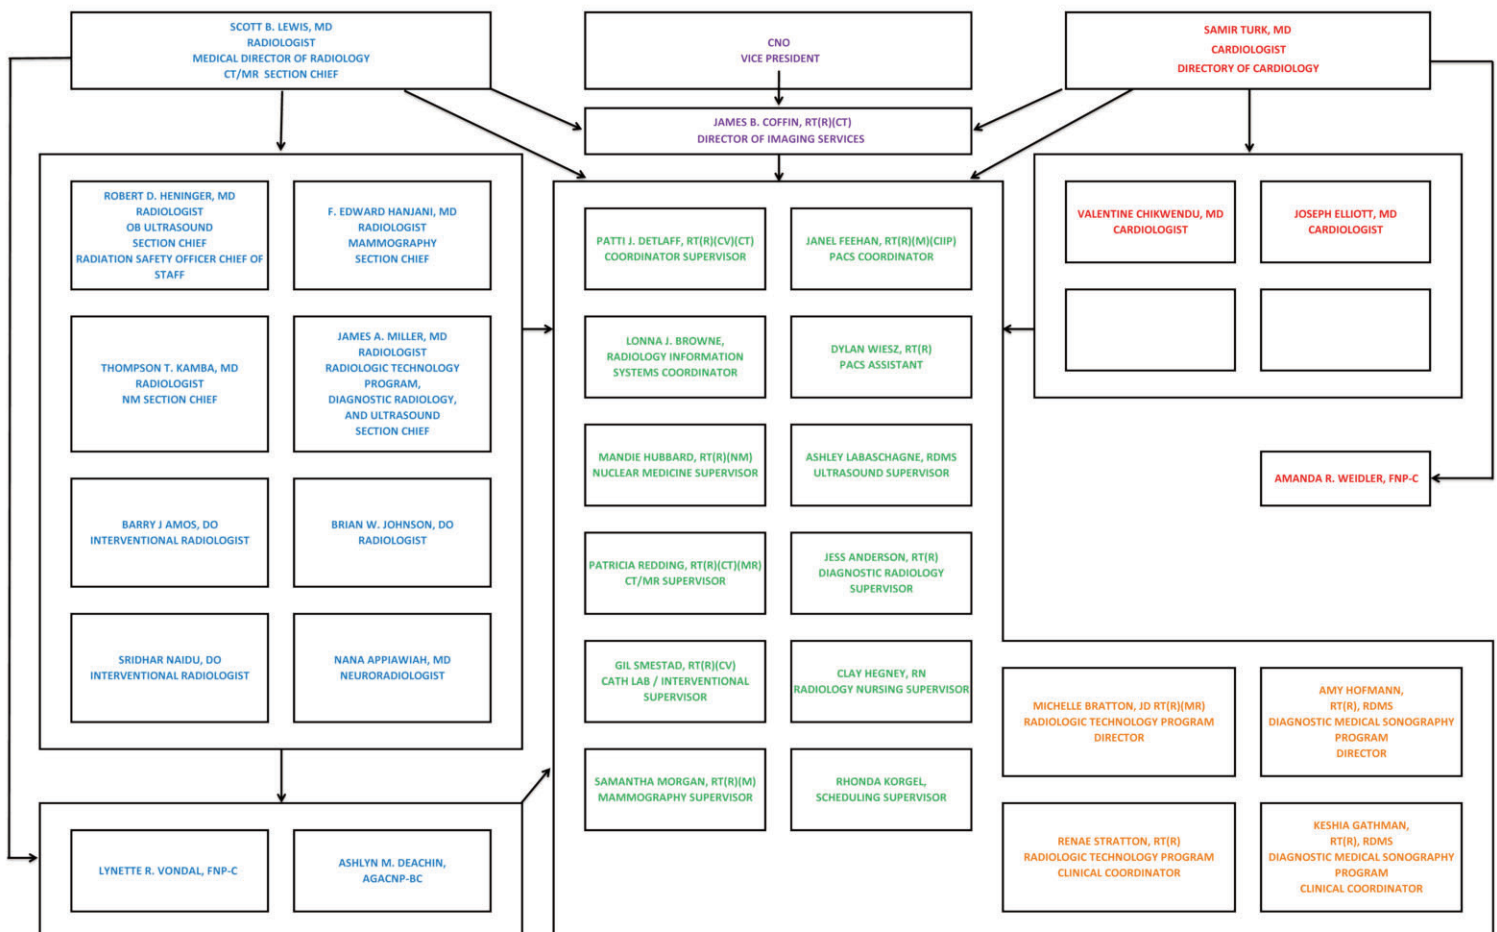 SCOTT B. LEWIS, MD
RADIOLOGIST
MEDICAL DIRECTOR OF RADIOLOGY
CT/MR SECTION CHIEF
CNO
VICE PRESIDENT
SAMIR TURK, MD
CARDIOLOGIST
DIRECTORY OF CARDIOLOGY
JAMES B. COFFIN, RT(R)(CT)
DIRECTOR OF IMAGING SERVICES
ROBERT D. HENINGER, MD
RADIOLOGIST
OB ULTRASOUND
SECTION CHIEF
RADIATION SAFETY OFFICER CHIEF OF
STAFF
F. EDWARD HANJANI, MD
RADIOLOGIST
MAMMOGRAPHY
SECTION CHIEF
THOMPSON T. KAMBA, MD
RADIOLOGIST
NM SECTION CHIEF
JAMES A. MILLER, MD
RADIOLOGIST
RADIOLOGIC TECHNOLOGY
PROGRAM,
DIAGNOSTIC RADIOLOGY,
AND ULTRASOUND
SECTION CHIEF
BARRY J AMOS, DO
INTERVENTIONAL RADIOLOGIST
BRIAN W. JOHNSON, DO
RADIOLOGIST
SRIDHAR NAIDU, DO
INTERVENTIONAL RADIOLOGIST
NANA APPIAWIAH, MD
NEURORADIOLOGIST
LYNETTE R. VONDAL, FNP-C
ASHLYN M. DEACHIN,
AGACNP-BC
PATTI J. DETLAFF, RT(R)(CV)(CT)
COORDINATOR SUPERVISOR
JANEL FEEHAN, RT(R)(M)(CIIP)
PACS COORDINATOR
LONNA J. BROWNE,
RADIOLOGY INFORMATION
SYSTEMS COORDINATOR
DYLAN WIESZ, RT(R)
PACS ASSISTANT
MANDIE HUBBARD, RT(R)(NM)
NUCLEAR MEDICINE SUPERVISOR
ASHLEY LABASCHAGNE, RDMS
ULTRASOUND SUPERVISOR
PATRICIA REDDING, RT(R)(CT)(MR)
CT/MR SUPERVISOR
JESS ANDERSON, RT(R)
DIAGNOSTIC RADIOLOGY
SUPERVISOR
GIL SMESTAD, RT(R)(CV)
CATH LAB / INTERVENTIONAL
SUPERVISOR
CLAY HEGNEY, RN
RADIOLOGY NURSING SUPERVISOR
SAMANTHA MORGAN, RT(R)(M)
MAMMOGRAPHY SUPERVISOR
RHONDA KORGEL,
SCHEDULING SUPERVISOR
VALENTINE CHIKWENDU, MD
CARDIOLOGIST
JOSEPH ELLIOTT, MD
CARDIOLOGIST
AMANDA R. WEIDLER, FNP-C
MICHELLE BRATTON, JD RT(R)(MR)
RADIOLOGIC TECHNOLOGY PROGRAM
DIRECTOR
AMY HOFMANN,
RT(R), RDMS
DIAGNOSTIC MEDICAL SONOGRAPHY
PROGRAM
DIRECTOR
RENAE STRATTON, RT(R)
RADIOLOGIC TECHNOLOGY PROGRAM
CLINICAL COORDINATOR
KESHIA GATHMAN,
RT(R), RDMS
DIAGNOSTIC MEDICAL SONOGRAPHY
PROGRAM
CLINICAL COORDINATOR